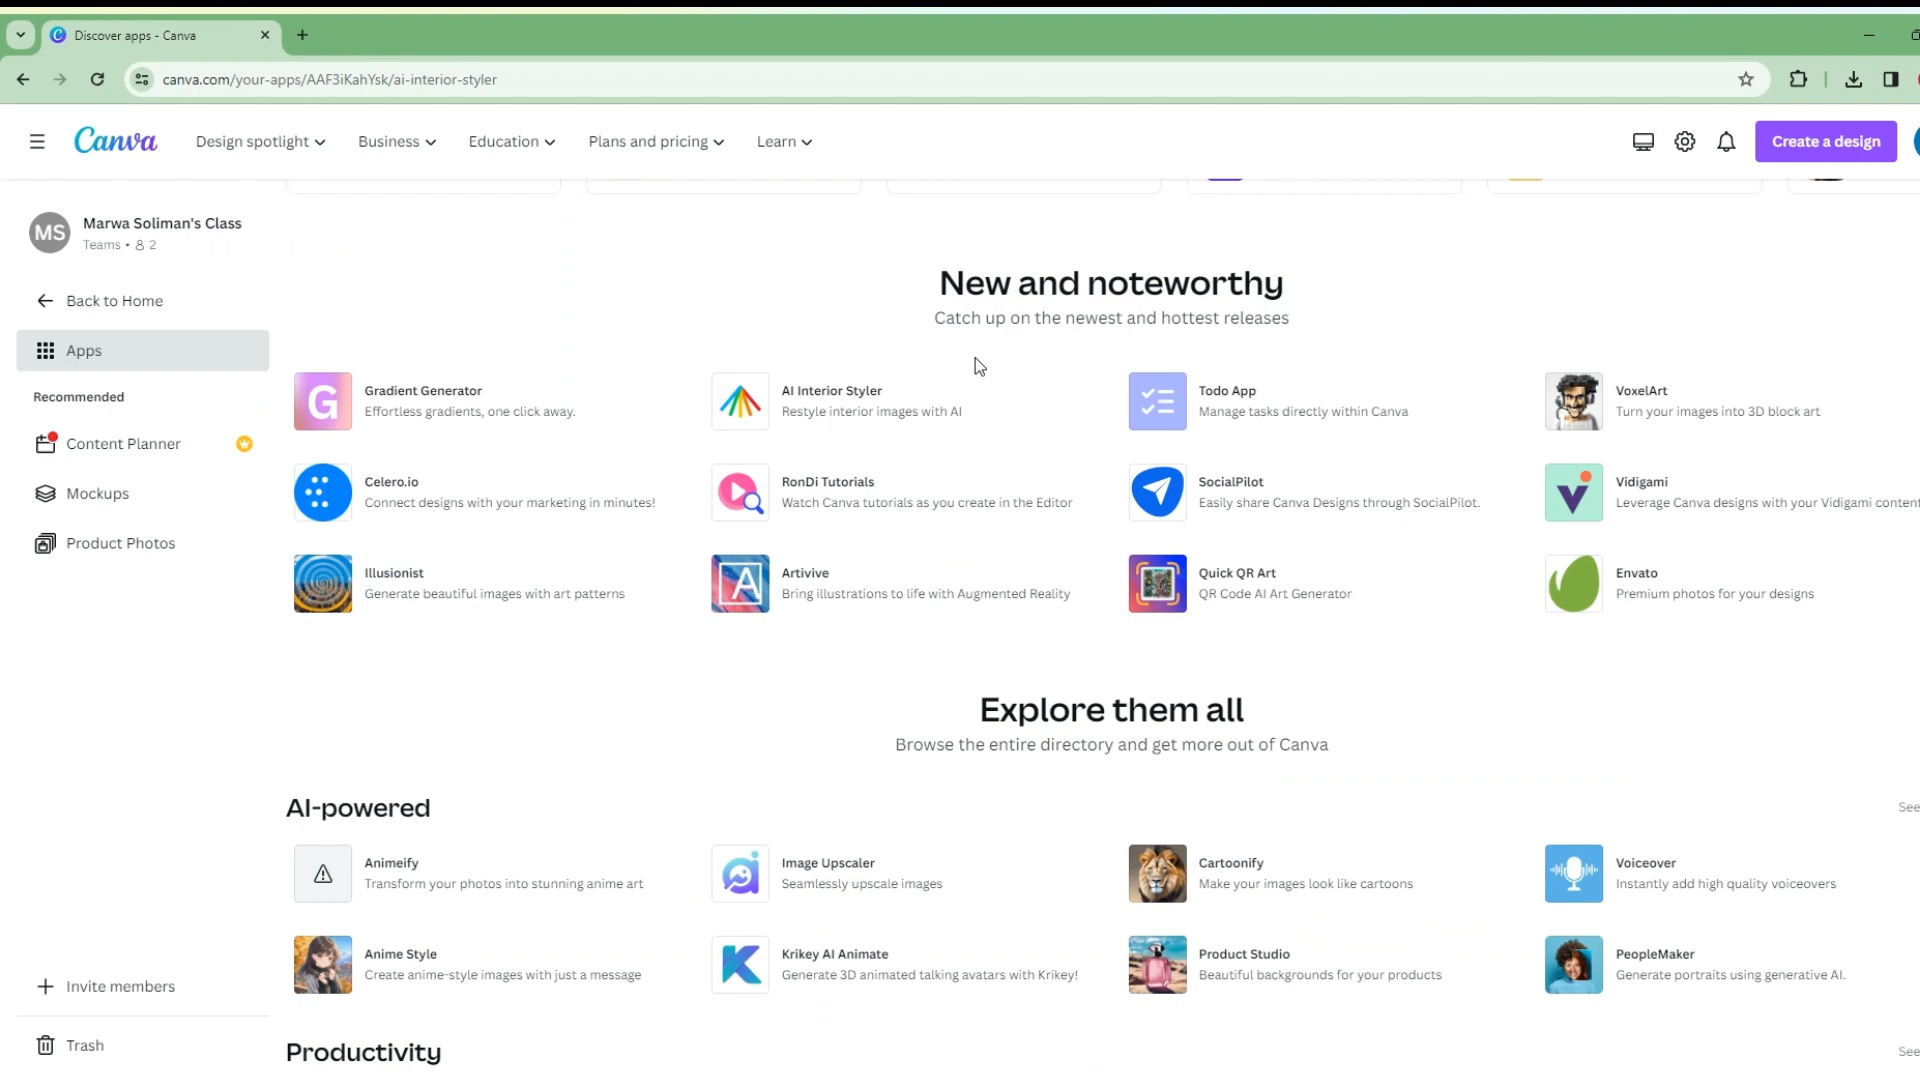 Discover apps - Canva
canva.com/your-apps/AAF3iKahYsk/ai-interior-styler
Canva
Design spotlight
Business
Education
Plans and pricing
Learn
Create a design
MS
Marwa Soliman's Class
Teams • 2
Back to Home
Apps
Recommended
Content Planner
Mockups
Product Photos
Invite members
Trash
New and noteworthy
Catch up on the newest and hottest releases
G
Gradient Generator
Effortless gradients, one click away.
AI Interior Styler
Restyle interior images with AI
Todo App
Manage tasks directly within Canva
VoxelArt
Turn your images into 3D block art
Celero.io
Connect designs with your marketing in minutes!
RonDi Tutorials
Watch Canva tutorials as you create in the Editor
SocialPilot
Easily share Canva Designs through SocialPilot.
Vidigami
Leverage Canva designs with your Vidigami content
Illusionist
Generate beautiful images with art patterns
A
Artivive
Bring illustrations to life with Augmented Reality
Quick QR Art
QR Code AI Art Generator
Envato
Premium photos for your designs
Explore them all
Browse the entire directory and get more out of Canva
AI-powered
See
Animeify
Transform your photos into stunning anime art
Image Upscaler
Seamlessly upscale images
Cartoonify
Make your images look like cartoons
Voiceover
Instantly add high quality voiceovers
Anime Style
Create anime-style images with just a message
Krikey AI Animate
Generate 3D animated talking avatars with Krikey!
Product Studio
Beautiful backgrounds for your products
PeopleMaker
Generate portraits using generative AI.
Productivity
See